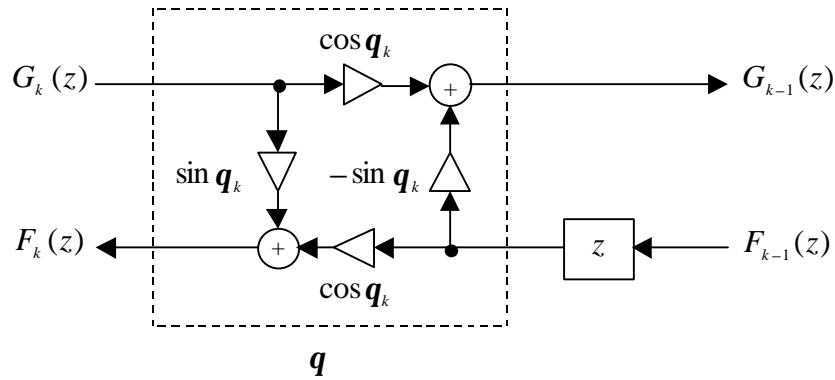 cos q_k
G_k(z) + G_{k-1}(z)
sin q_k −sin q_k
F_k(z) + z F_{k-1}(z)
cos q_k
q